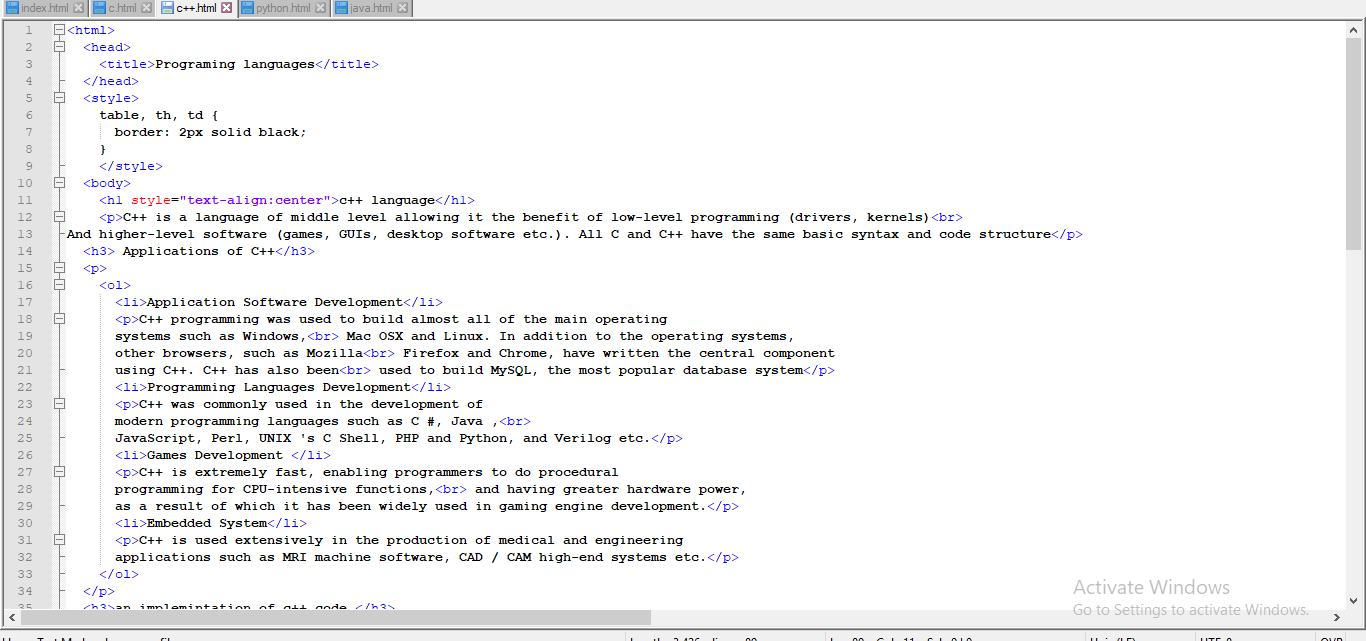 index.html c.html c++.html python.html java.html
1 <html>
2 <head>
3 <title>Programing languages</title>
4 </head>
5 <style>
6 table, th, td {
7 border: 2px solid black;
8 }
9 </style>
10 <body>
11 <h1 style="text-align:center">c++ language</h1>
12 <p>C++ is a language of middle level allowing it the benefit of low-level programming (drivers, kernels)<br>
13 And higher-level software (games, GUIs, desktop software etc.). All C and C++ have the same basic syntax and code structure</p>
14 <h3> Applications of C++</h3>
15 <p>
16 <ol>
17 <li>Application Software Development</li>
18 <p>C++ programming was used to build almost all of the main operating
19 systems such as Windows,<br> Mac OSX and Linux. In addition to the operating systems,
20 other browsers, such as Mozilla<br> Firefox and Chrome, have written the central component
21 using C++. C++ has also been<br> used to build MySQL, the most popular database system</p>
22 <li>Programming Languages Development</li>
23 <p>C++ was commonly used in the development of
24 modern programming languages such as C #, Java ,<br>
25 JavaScript, Perl, UNIX 's C Shell, PHP and Python, and Verilog etc.</p>
26 <li>Games Development </li>
27 <p>C++ is extremely fast, enabling programmers to do procedural
28 programming for CPU-intensive functions,<br> and having greater hardware power,
29 as a result of which it has been widely used in gaming engine development.</p>
30 <li>Embedded System</li>
31 <p>C++ is used extensively in the production of medical and engineering
32 applications such as MRI machine software, CAD / CAM high-end systems etc.</p>
33 </ol>
34 </p>
35 <h3>an implemintation of c++ code </h3>
Activate Windows
Go to Settings to activate Windows.